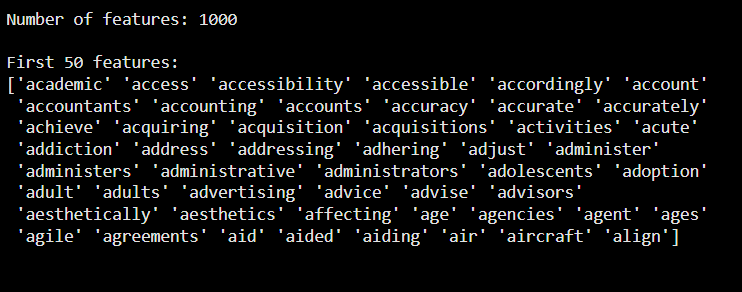 Number of features: 1000
First 50 features:
['academic' 'access' 'accessibility' 'accessible' 'accordingly' 'account'
'accountants' 'accounting' 'accounts' 'accuracy' 'accurate' 'accurately'
'achieve' 'acquiring' 'acquisition' 'acquisitions' 'activities' 'acute'
'addiction' 'address' 'addressing' 'adhering' 'adjust' 'administer'
'administers' 'administrative' 'administrators' 'adolescents' 'adoption'
'adult' 'adults' 'advertising' 'advice' 'advise' 'advisors'
'aesthetically' 'aesthetics' 'affecting' 'age' 'agencies' 'agent' 'ages'
'agile' 'agreements' 'aid' 'aided' 'aiding' 'air' 'aircraft' 'align']